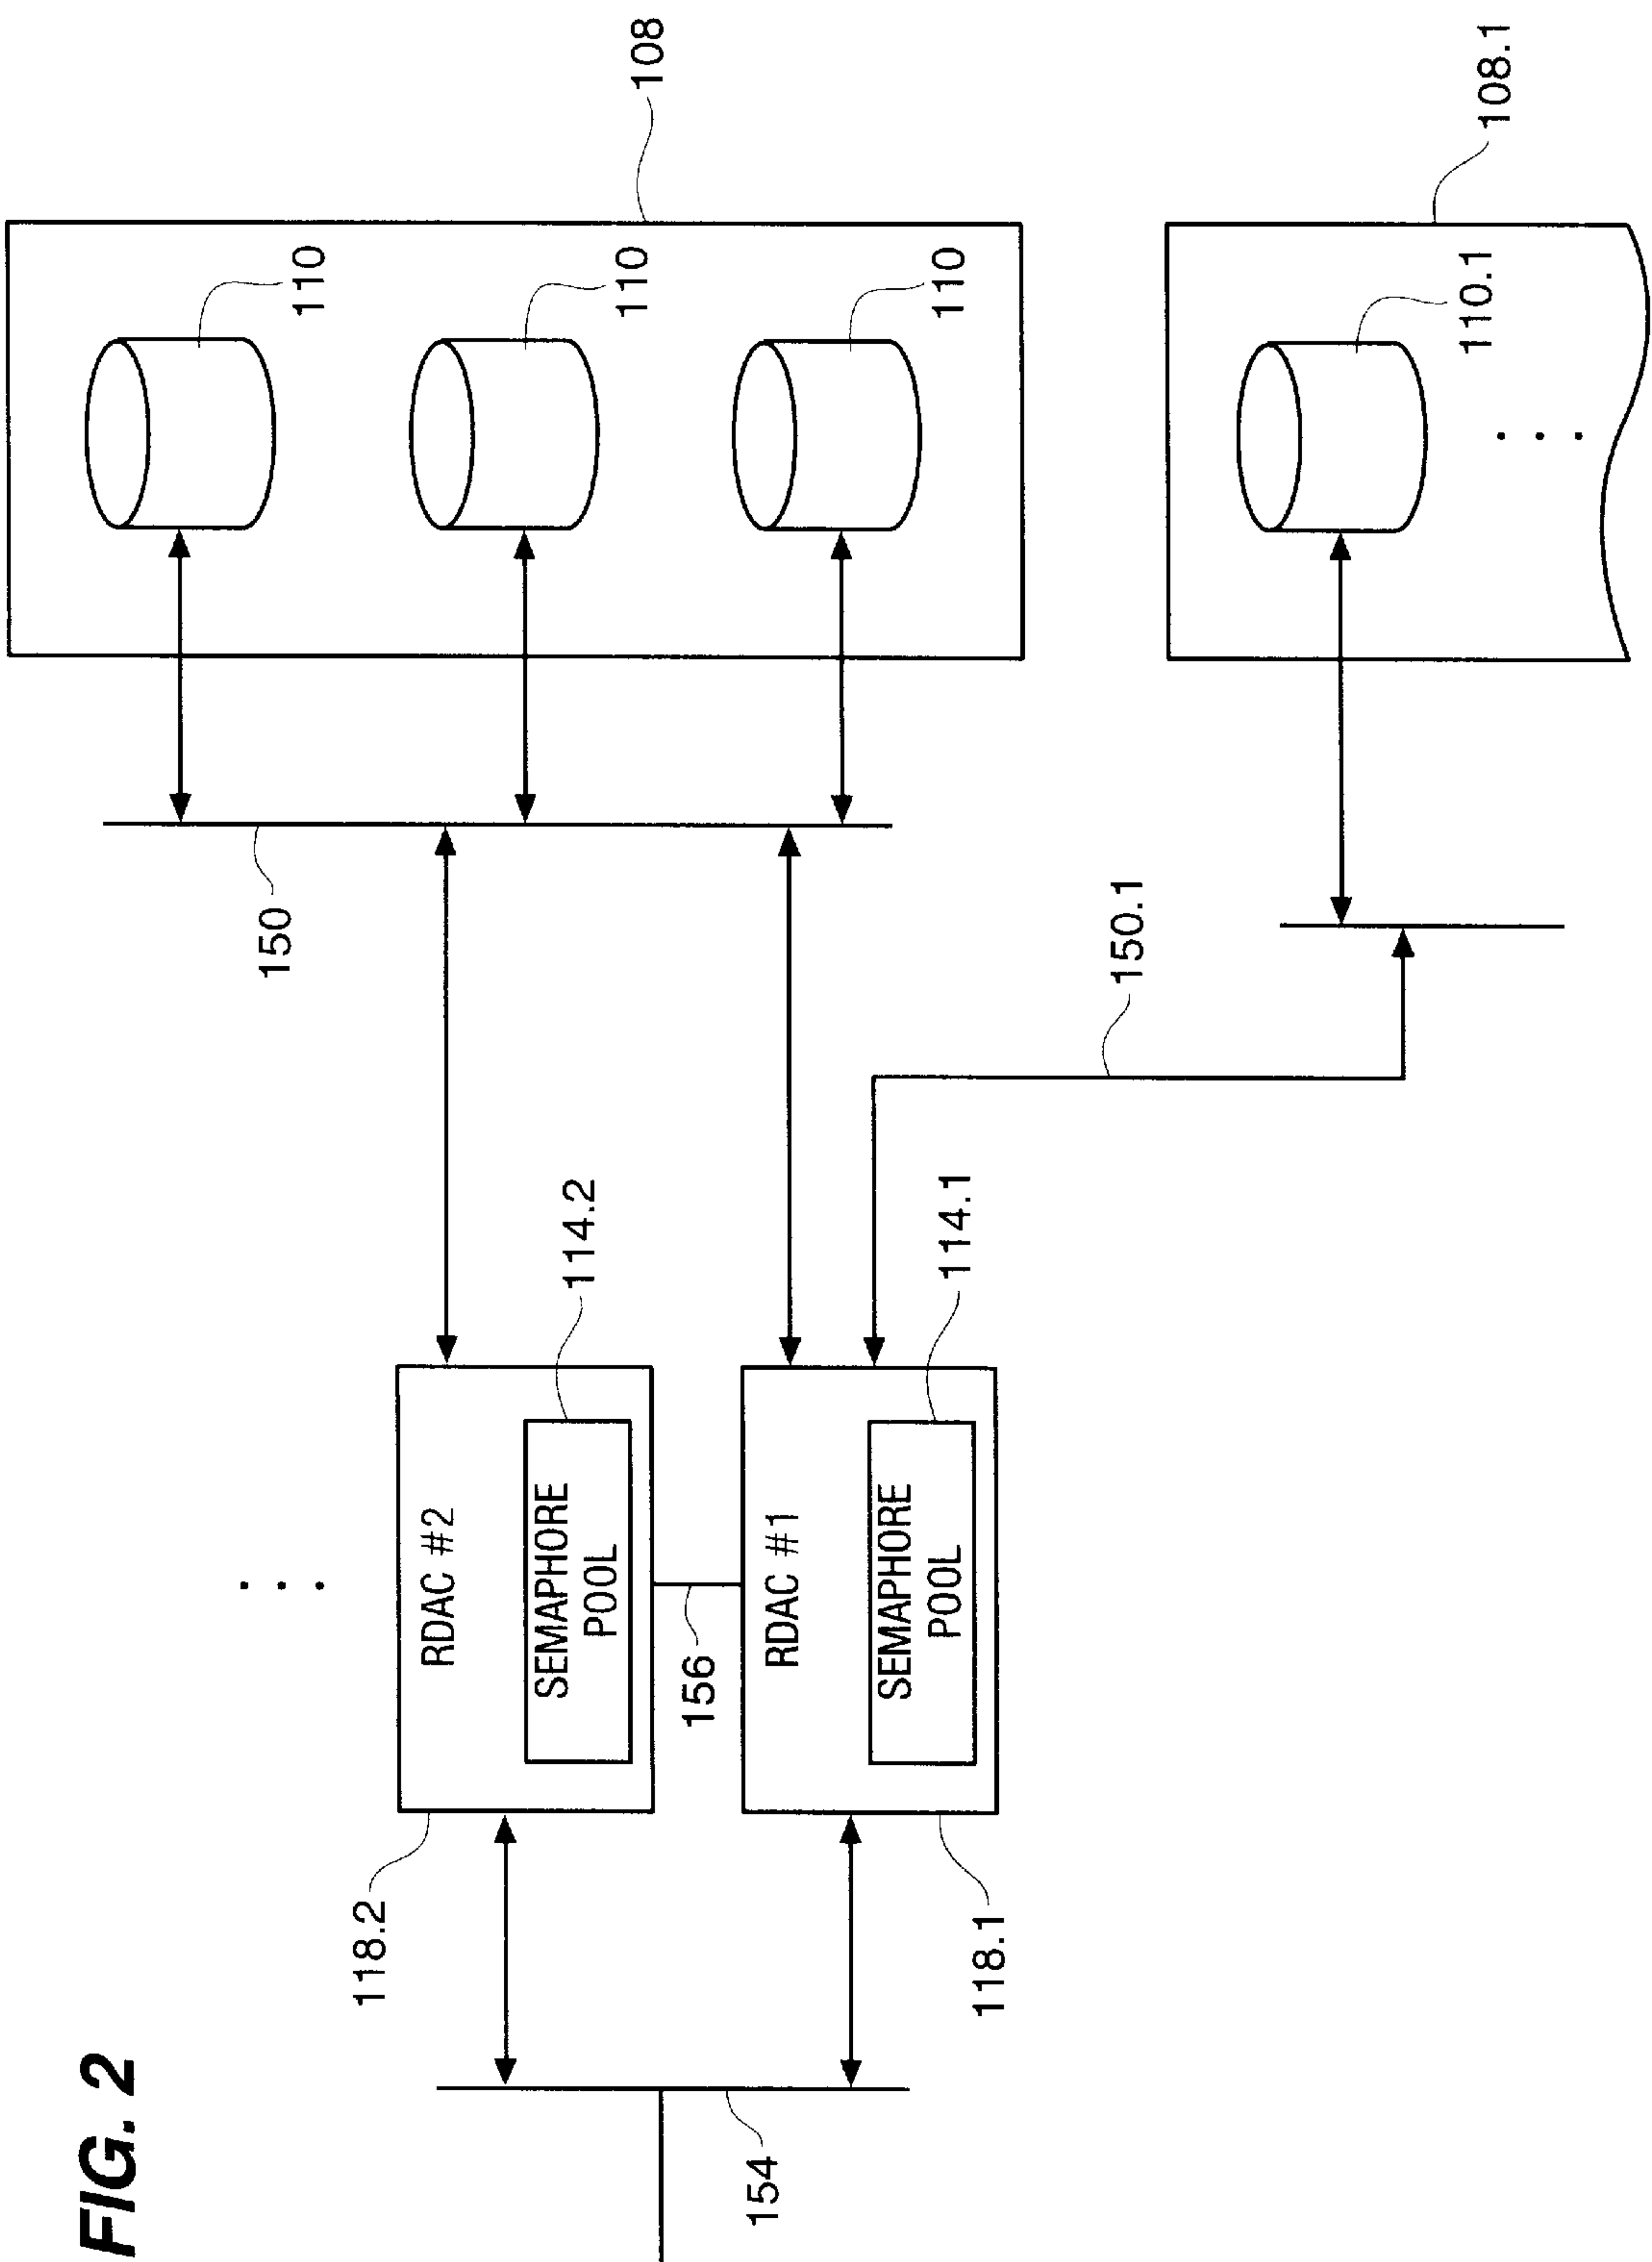 FIG. 2
118.2
RDAC #2
SEMAPHORE
POOL
114.2
156
118.1
RDAC #1
SEMAPHORE
POOL
114.1
154
150
150.1
108
110
110
110
108.1
110.1